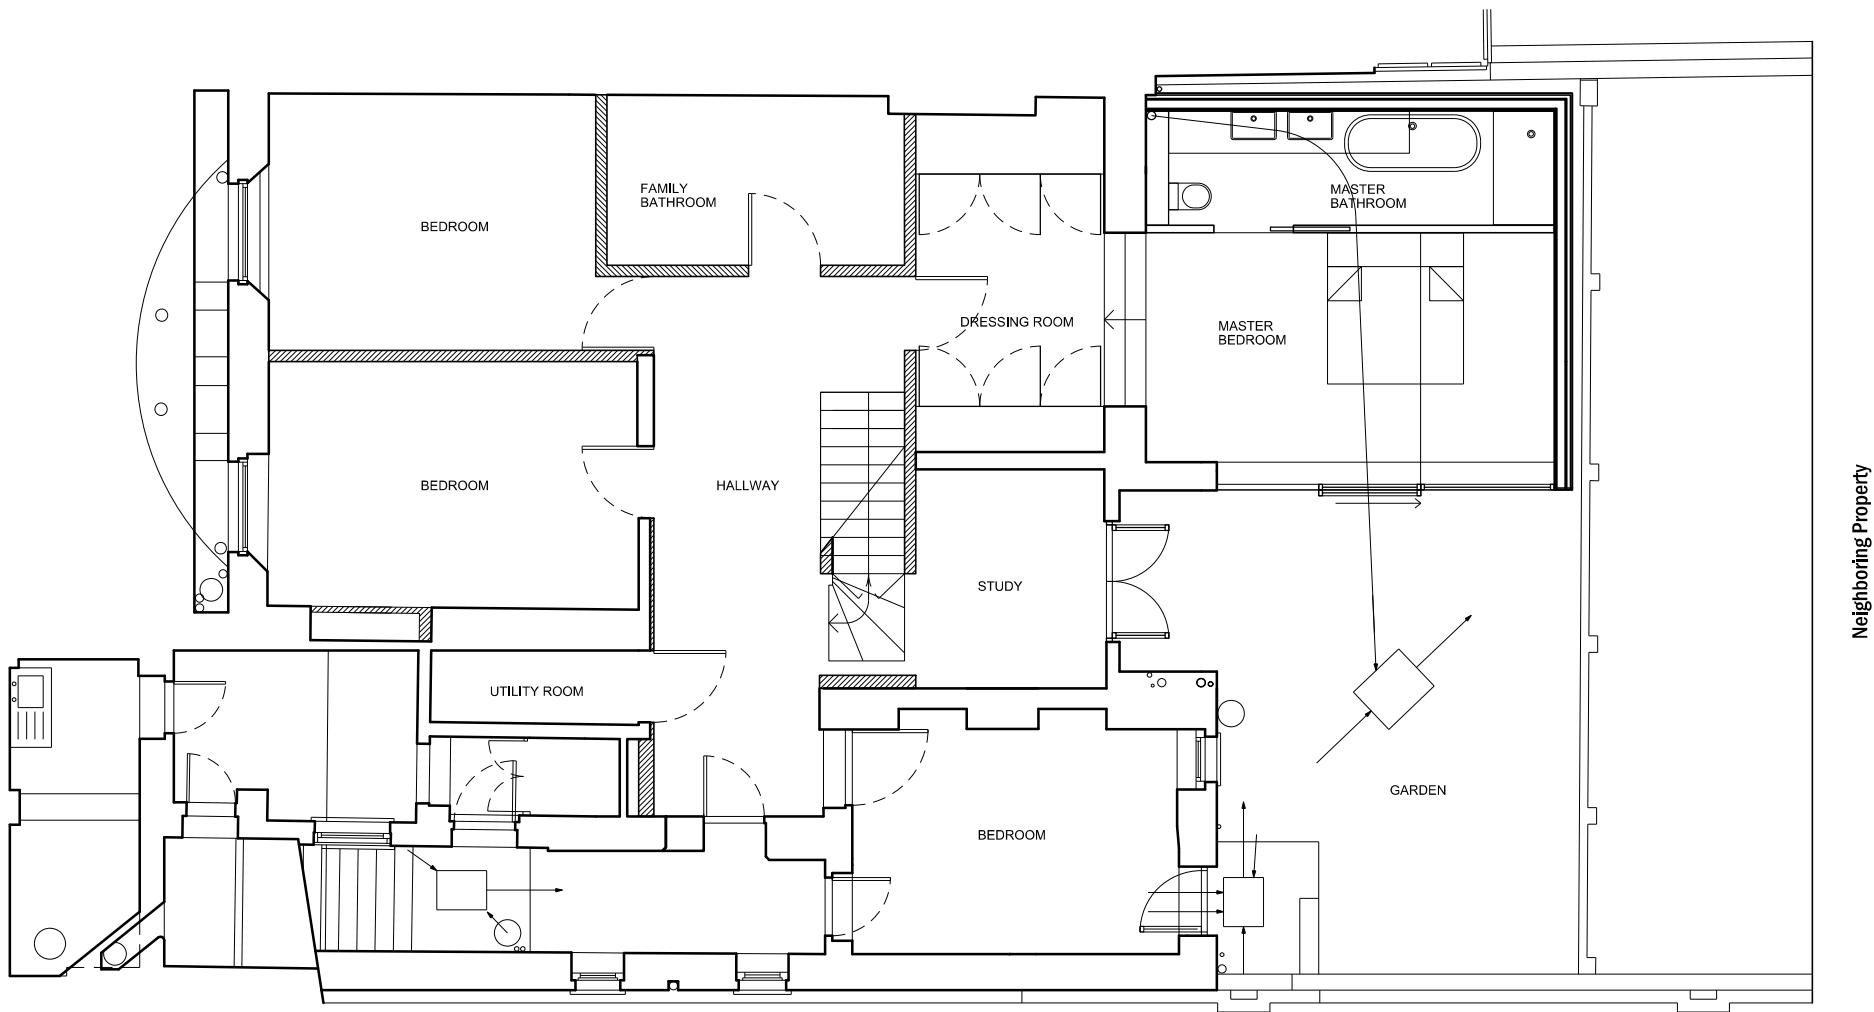 FAMILY
BATHROOM
MASTER
BATHROOM
BEDROOM
DRESSING ROOM
MASTER
BEDROOM
BEDROOM
HALLWAY
STUDY
UTILITY ROOM
GARDEN
BEDROOM
Neighboring Property